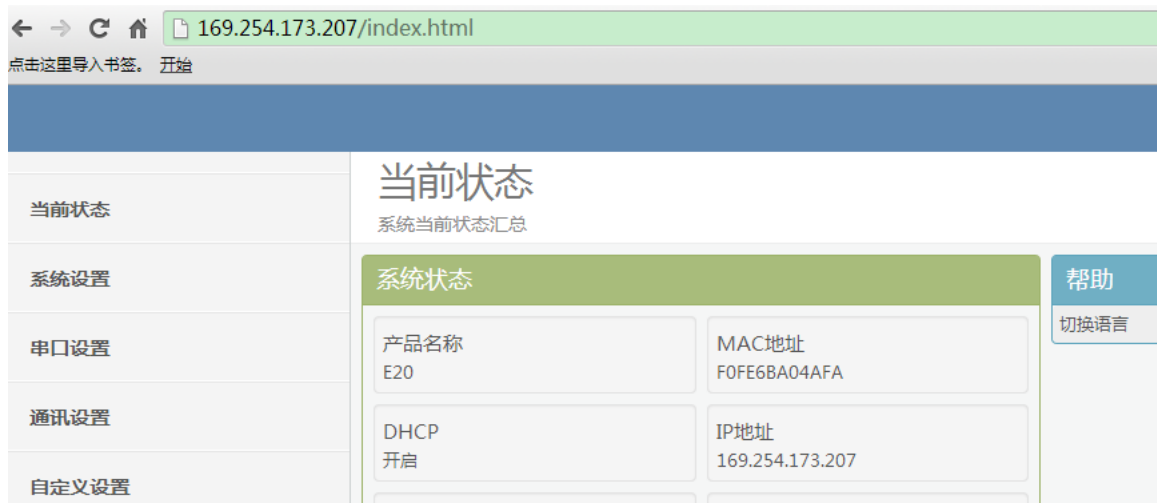 169.254.173.207/index.html
点击这里导入书签。 开始
当前状态
系统设置
串口设置
通讯设置
自定义设置
当前状态
系统当前状态汇总
系统状态
产品名称
E20
MAC地址
F0FE6BA04AFA
DHCP
开启
IP地址
169.254.173.207
帮助
切换语言